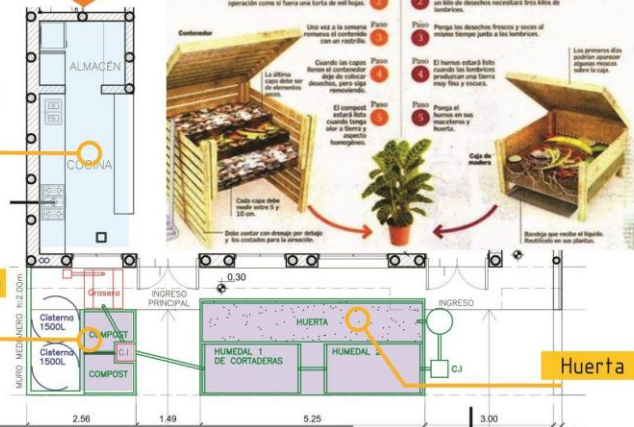 operación como si fuera una torta de mil hojas.
2
Una vez a la semana
remueva el contenido
con un rastrillo.
Paso
3
Cuando las capas
llenen el contenedor
deje de colocar
desechos, pero siga
removiendo.
Paso
4
El compost
estará listo
cuando tenga
olor a tierra y
aspecto
homogéneo.
Paso
5
Contenedor
La última
capa debe ser
de elementos
secos.
Cada capa debe
medir entre 5 y
10 cm.
Debe contar con drenaje por debajo
y los costados para la aireación.
2
un kilo de desechos necesitará tres kilos de
lombrices.
Paso
3
Ponga los desechos frescos y secos al
mismo tiempo junto a las lombrices.
Paso
4
El humus estará listo
cuando las lombrices
produzcan una tierra
muy fina y oscura.
Paso
5
Ponga el
humus en sus
maceteros y
huerta.
Los primeros días
podrían aparecer
algunas moscas
sobre la caja.
Caja de
madera
Bandeja que recibe el líquido.
Restitúalo en sus plantas.
ALMACÉN
COCINA
0.30
Grasero
INGRESO
PRINCIPAL
INGRESO
MURO MEDIANERO h:2.00m
Cisterna
1500L
Cisterna
1500L
COMPOST
C.I
COMPOST
HUERTA
HUMEDAL 1
DE CORTADERAS
HUMEDAL 2
C.I
Huerta
2.56
1.49
5.25
3.00